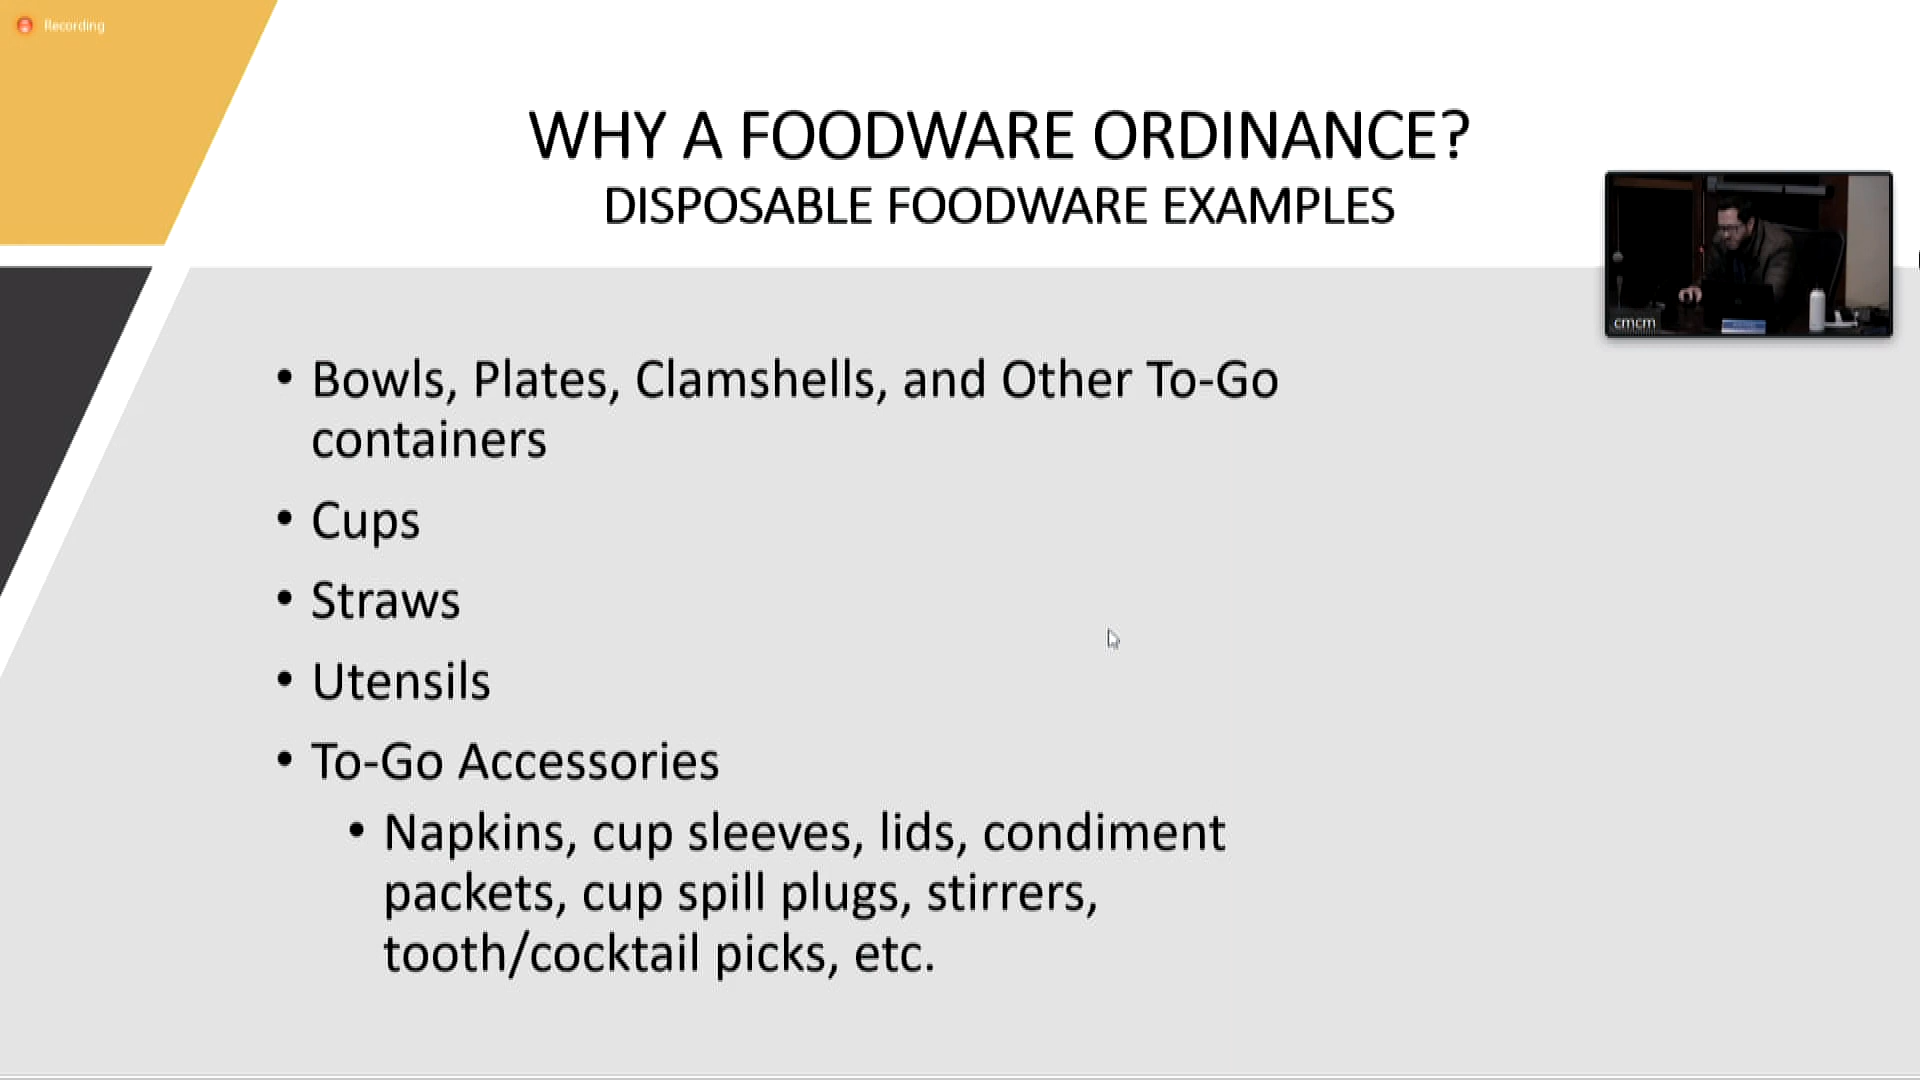 Recording
WHY A FOODWARE ORDINANCE?
DISPOSABLE FOODWARE EXAMPLES
cmcm
• Bowls, Plates, Clamshells, and Other To-Go
containers
• Cups
• Straws
• Utensils
• To-Go Accessories
• Napkins, cup sleeves, lids, condiment
packets, cup spill plugs, stirrers,
tooth/cocktail picks, etc.